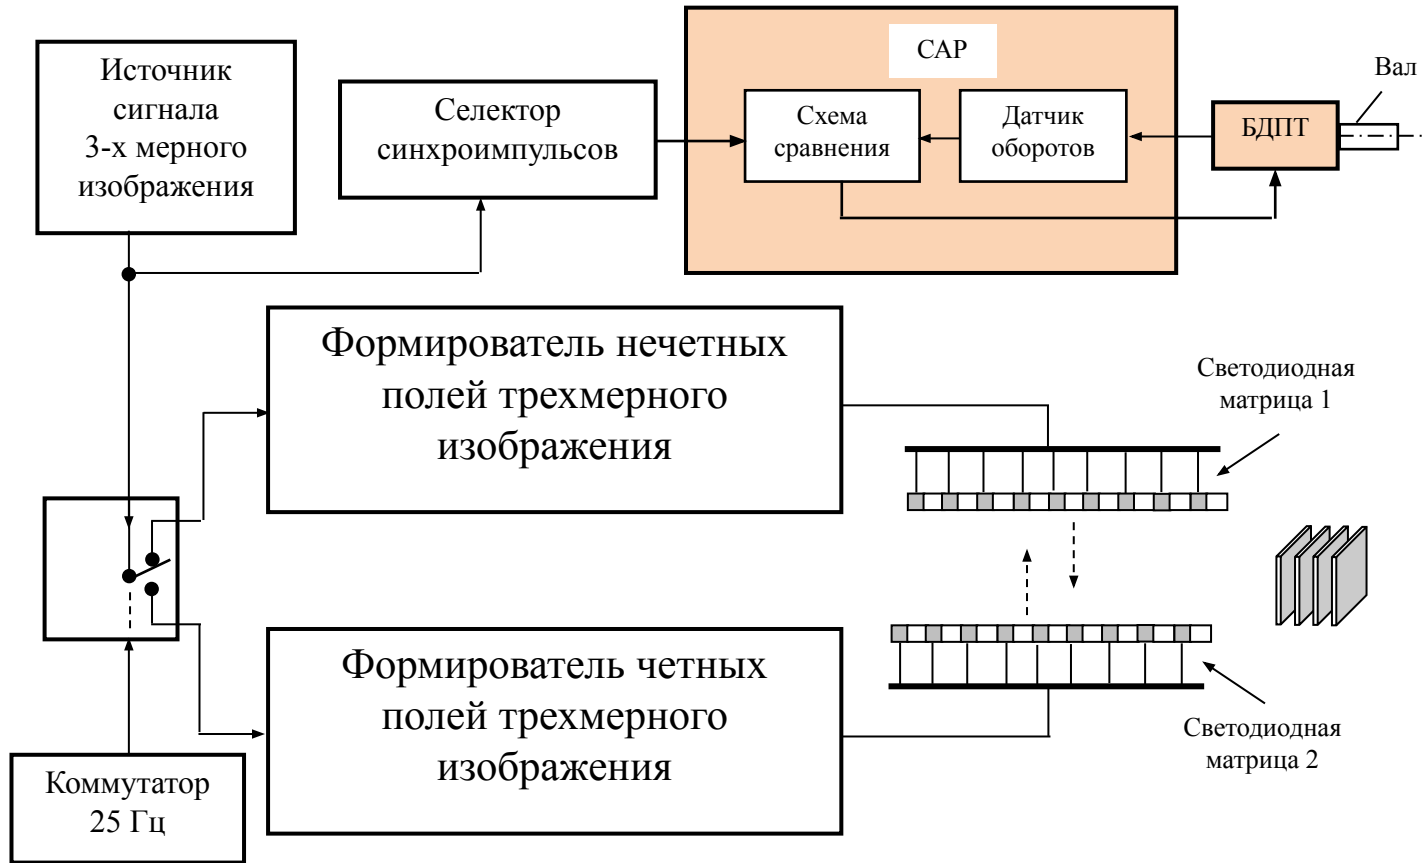 Источник
сигнала
3-х мерного
изображения
Селектор
синхроимпульсов
САР
Схема
сравнения
Датчик
оборотов
БДПТ
Вал
Формирователь нечетных
полей трехмерного
изображения
Светодиодная
матрица 1
Формирователь четных
полей трехмерного
изображения
Светодиодная
матрица 2
Коммутатор
25 Гц